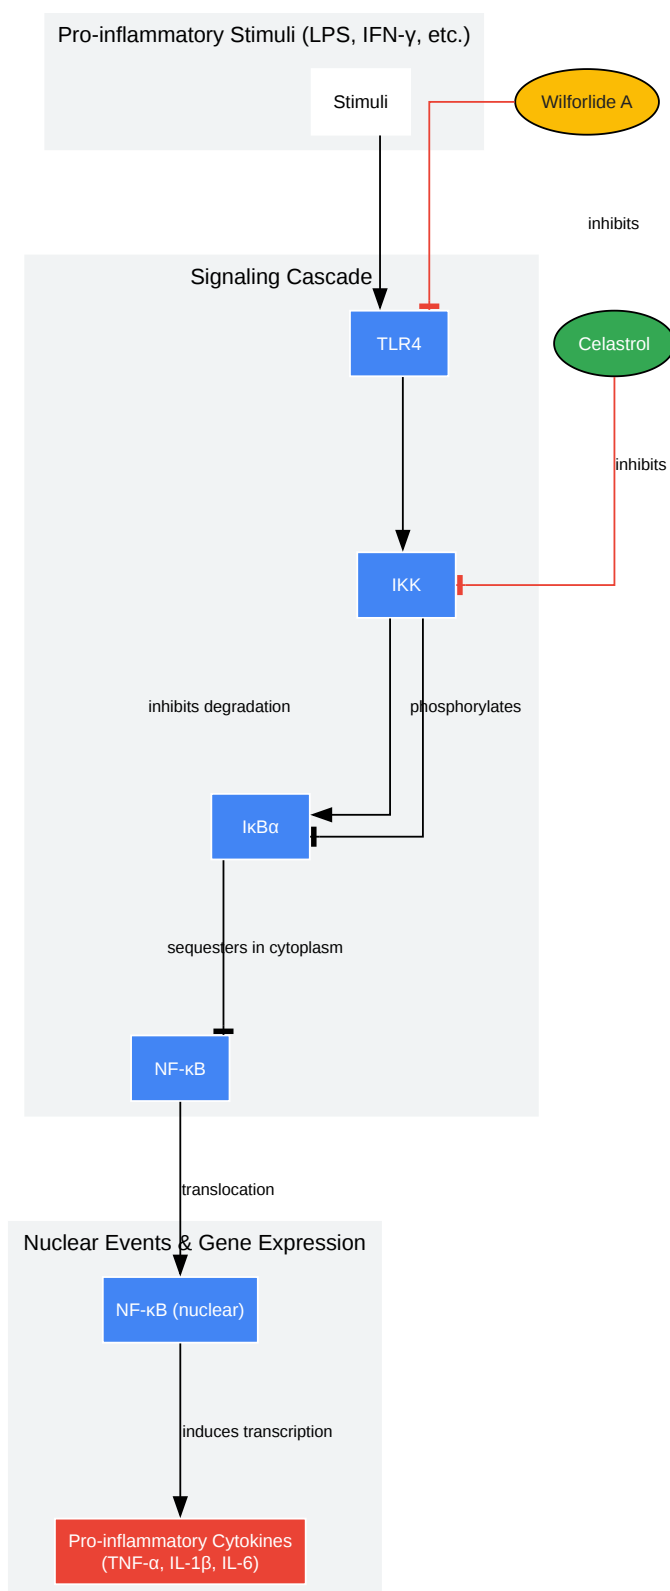 Pro-inflammatory Stimuli (LPS, IFN-γ, etc.)
Stimuli
Wilforlide A
inhibits
Signaling Cascade
TLR4
Celastrol
inhibits
IKK
inhibits degradation
phosphorylates
IκBα
sequesters in cytoplasm
NF-κB
translocation
Nuclear Events & Gene Expression
NF-κB (nuclear)
induces transcription
Pro-inflammatory Cytokines
(TNF-α, IL-1β, IL-6)